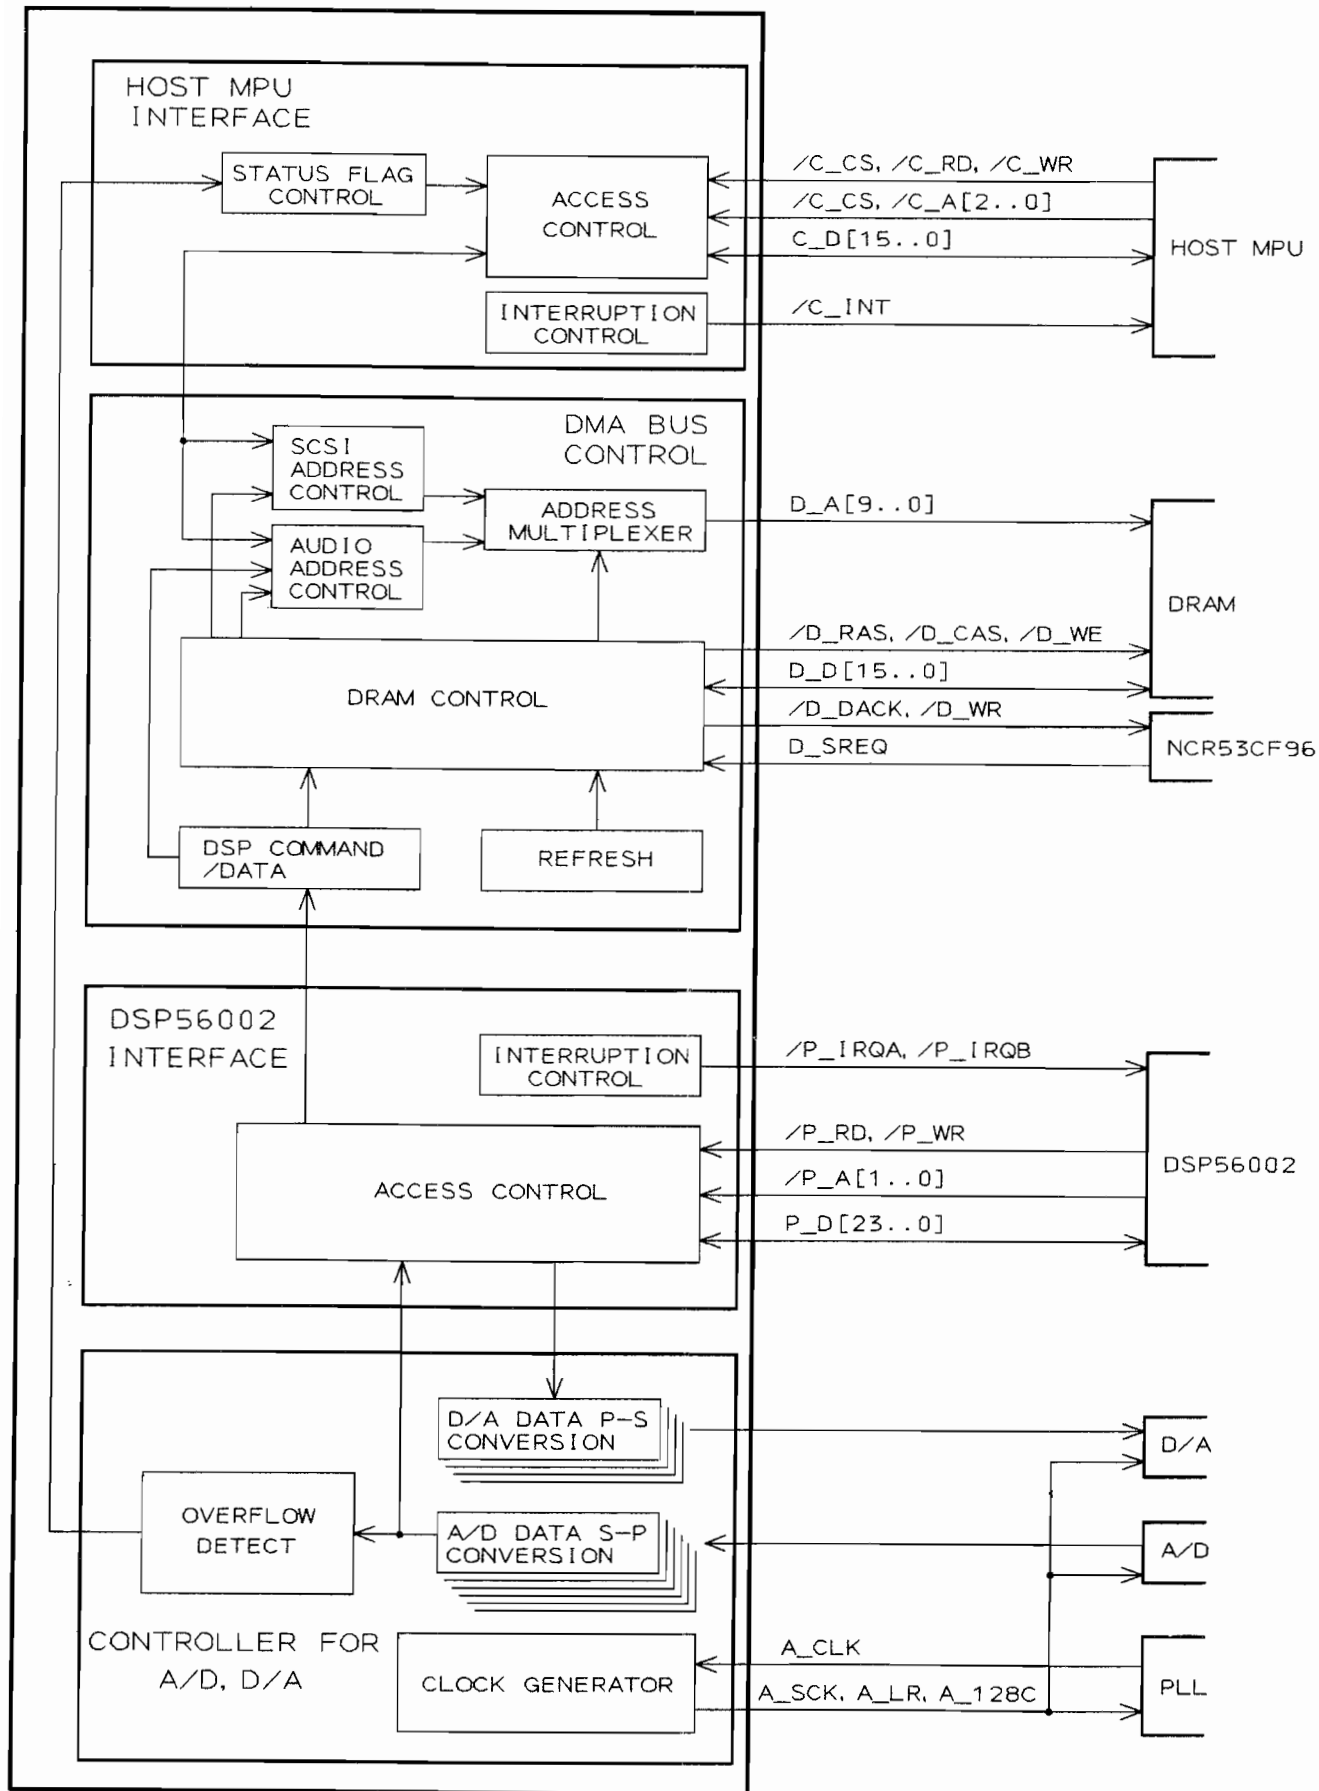 HOST MPU
INTERFACE
STATUS FLAG
CONTROL
ACCESS
CONTROL
INTERRUPTION
CONTROL
/C_CS, /C_RD, /C_WR
/C_CS, /C_A[2..0]
C_D[15..0]
/C_INT
HOST MPU
DMA BUS
CONTROL
SCSI
ADDRESS
CONTROL
AUDIO
ADDRESS
CONTROL
ADDRESS
MULTIPLEXER
DRAM CONTROL
DSP COMMAND
/DATA
REFRESH
D_A[9..0]
/D_RAS, /D_CAS, /D_WE
D_D[15..0]
/D_DACK, /D_WR
D_SREQ
DRAM
NCR53CF96
DSP56002
INTERFACE
INTERRUPTION
CONTROL
ACCESS CONTROL
/P_IRQA, /P_IRQB
/P_RD, /P_WR
/P_A[1..0]
P_D[23..0]
DSP56002
D/A DATA P-S
CONVERSION
OVERFLOW
DETECT
A/D DATA S-P
CONVERSION
CONTROLLER FOR
A/D, D/A
CLOCK GENERATOR
A_CLK
A_SCK, A_LR, A_128C
D/A
A/D
PLL